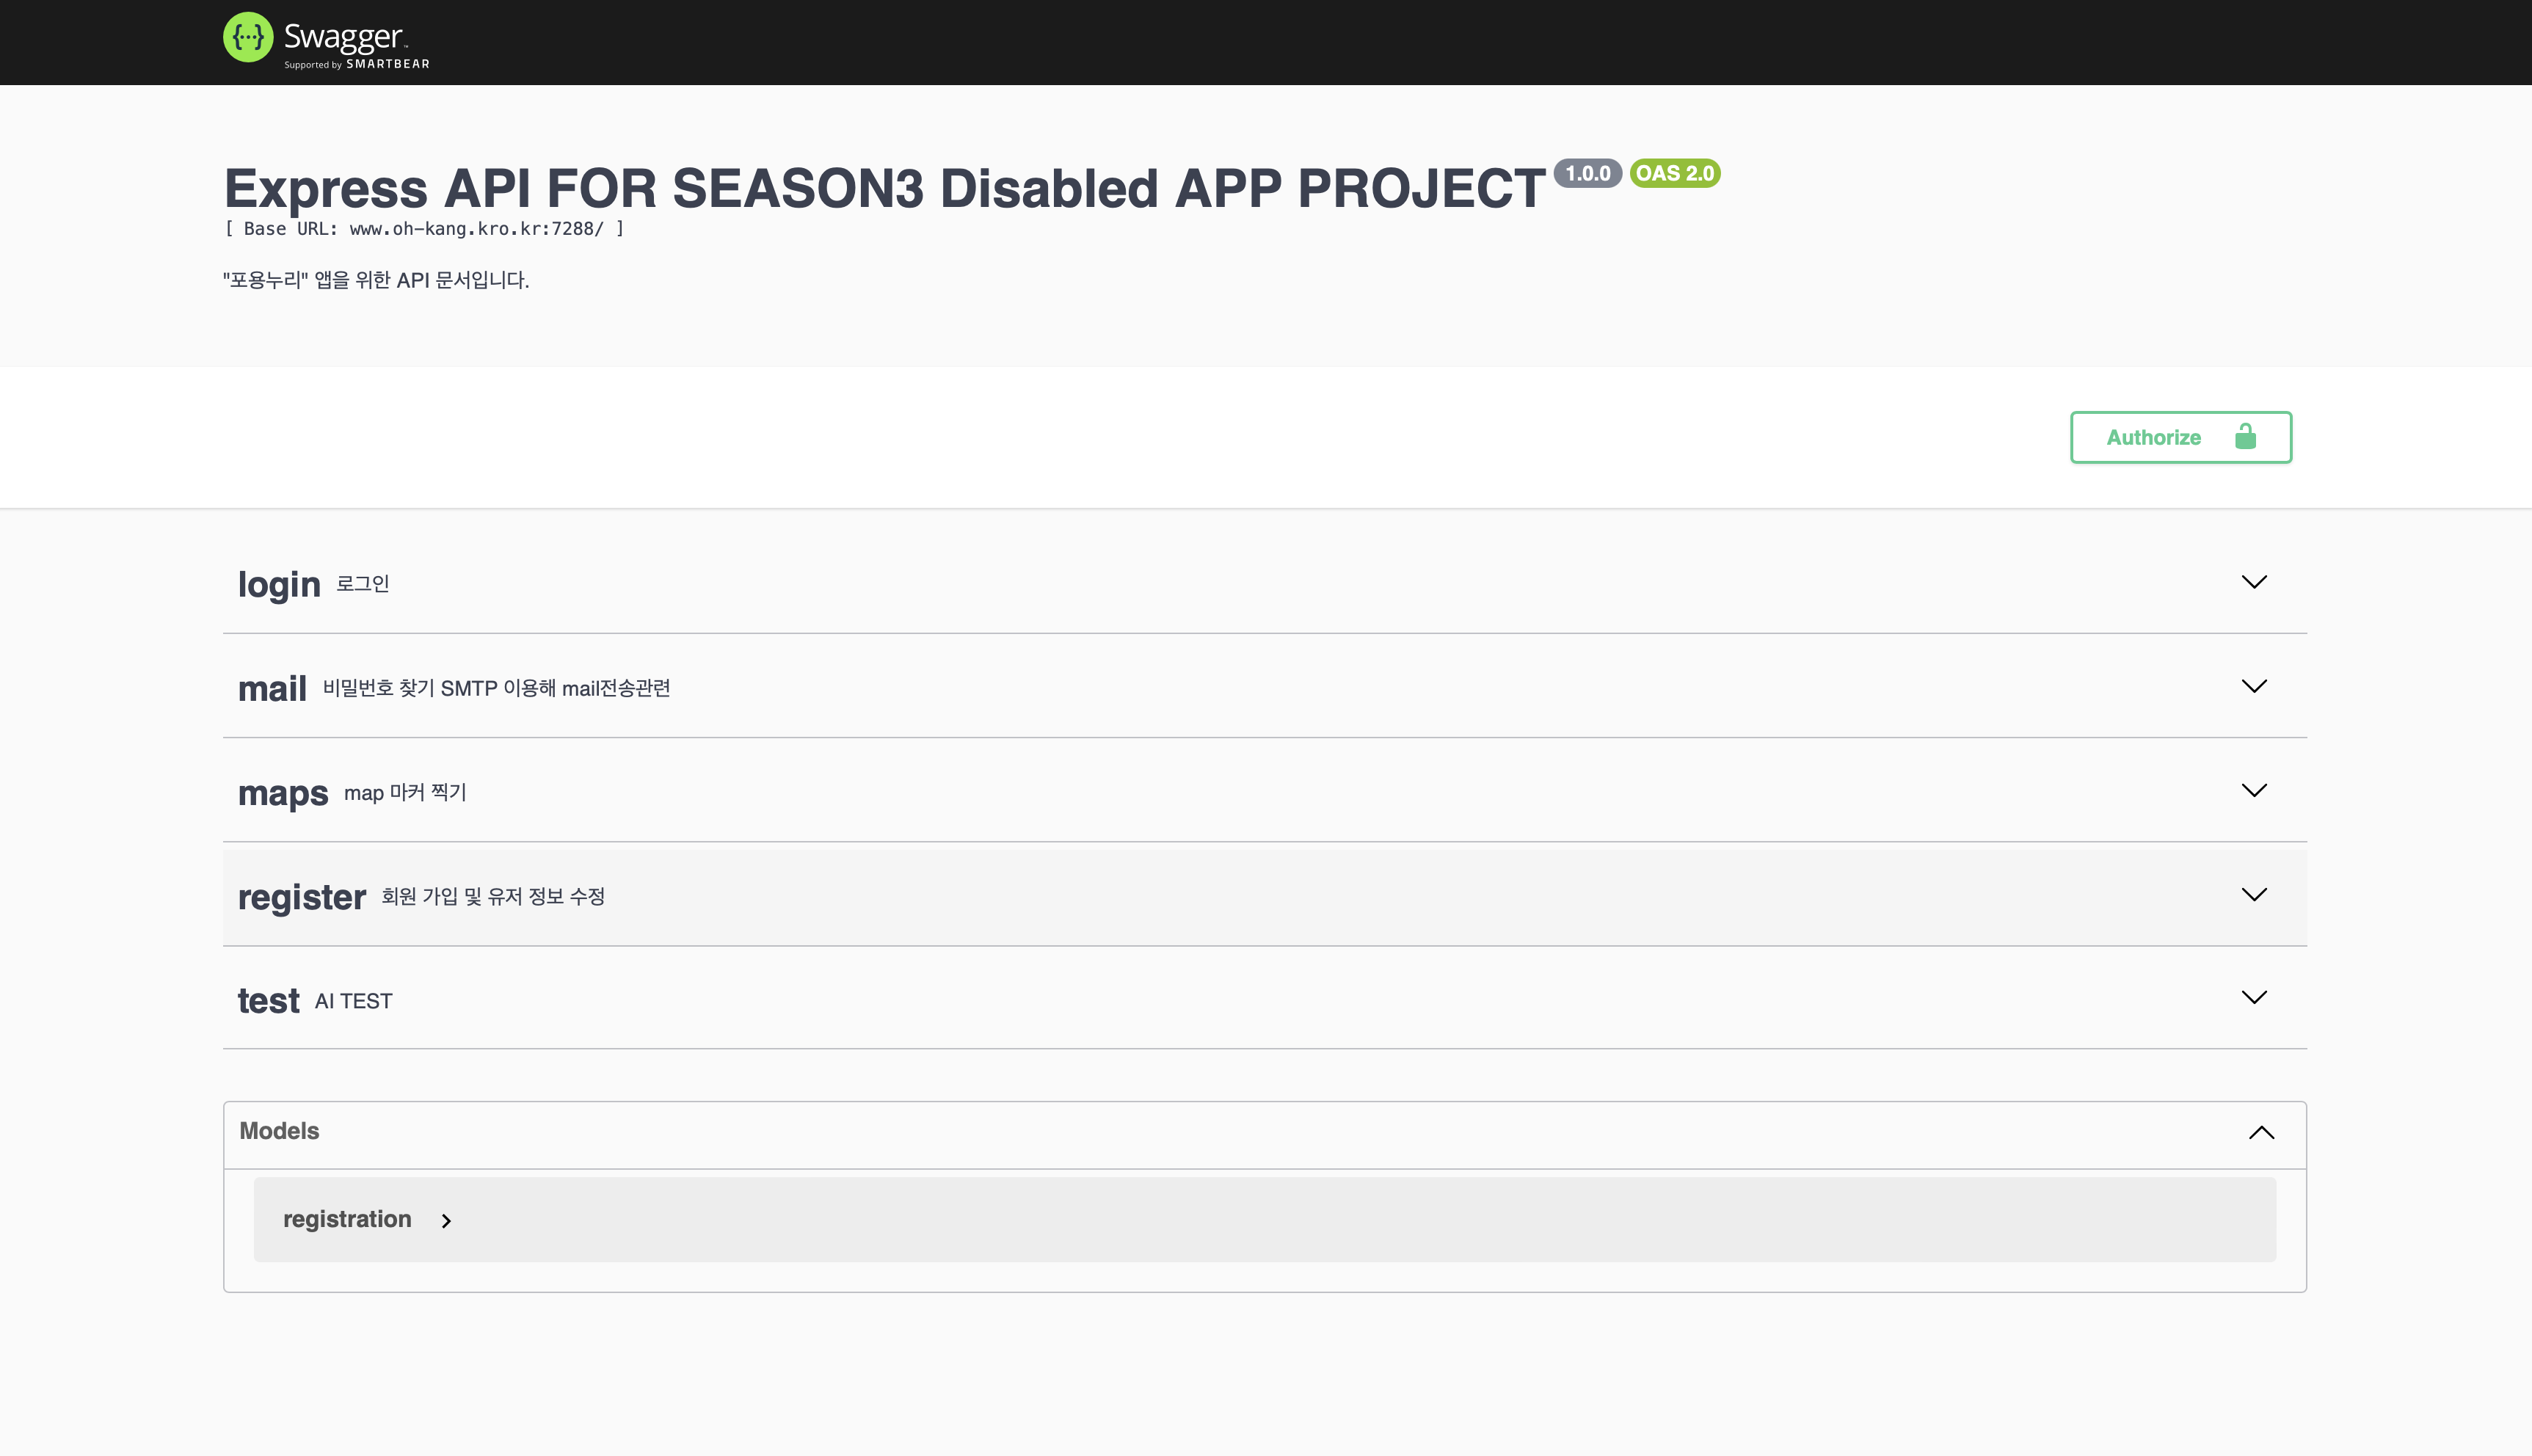 Swagger™
Supported by SMARTBEAR
Express API FOR SEASON3 Disabled APP PROJECT 1.0.0 OAS 2.0
[ Base URL: www.oh-kang.kro.kr:7288/ ]
"포용누리" 앱을 위한 API 문서입니다.
Authorize
login 로그인
mail 비밀번호 찾기 SMTP 이용해 mail전송관련
maps map 마커 찍기
register 회원 가입 및 유저 정보 수정
test AI TEST
Models
registration